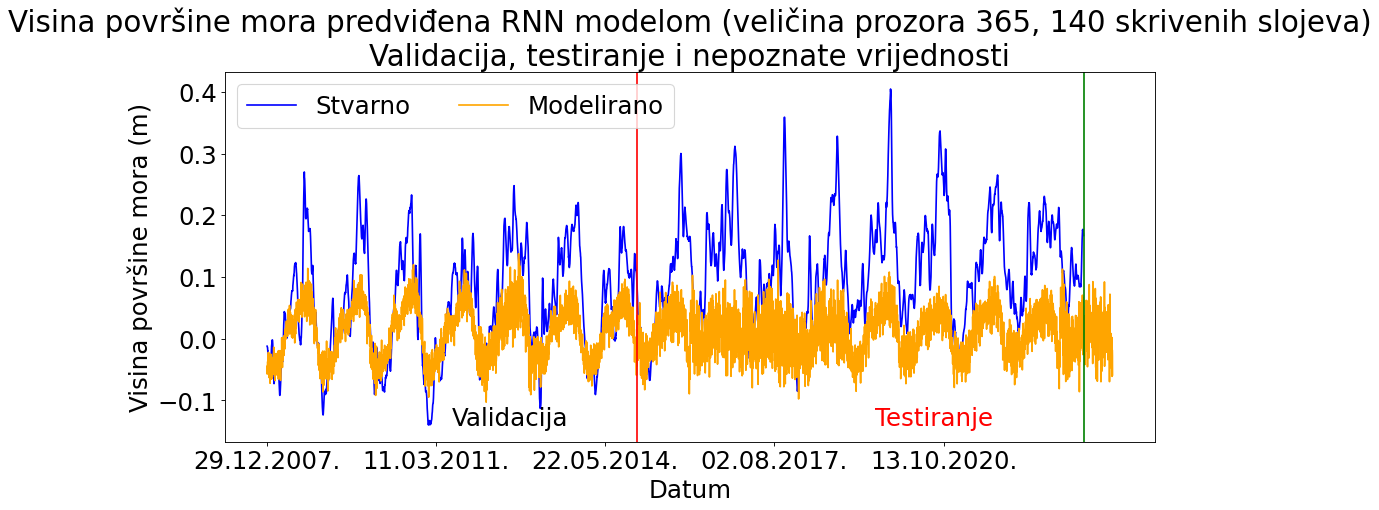 Visina površine mora predviđena RNN modelom (veličina prozora 365, 140 skrivenih slojeva)
Validacija, testiranje i nepoznate vrijednosti
Stvarno
Modelirano
Visina površine mora (m)
0.4
0.3
0.2
0.1
0.0
−0.1
Validacija
Testiranje
29.12.2007.
11.03.2011.
22.05.2014.
02.08.2017.
13.10.2020.
Datum